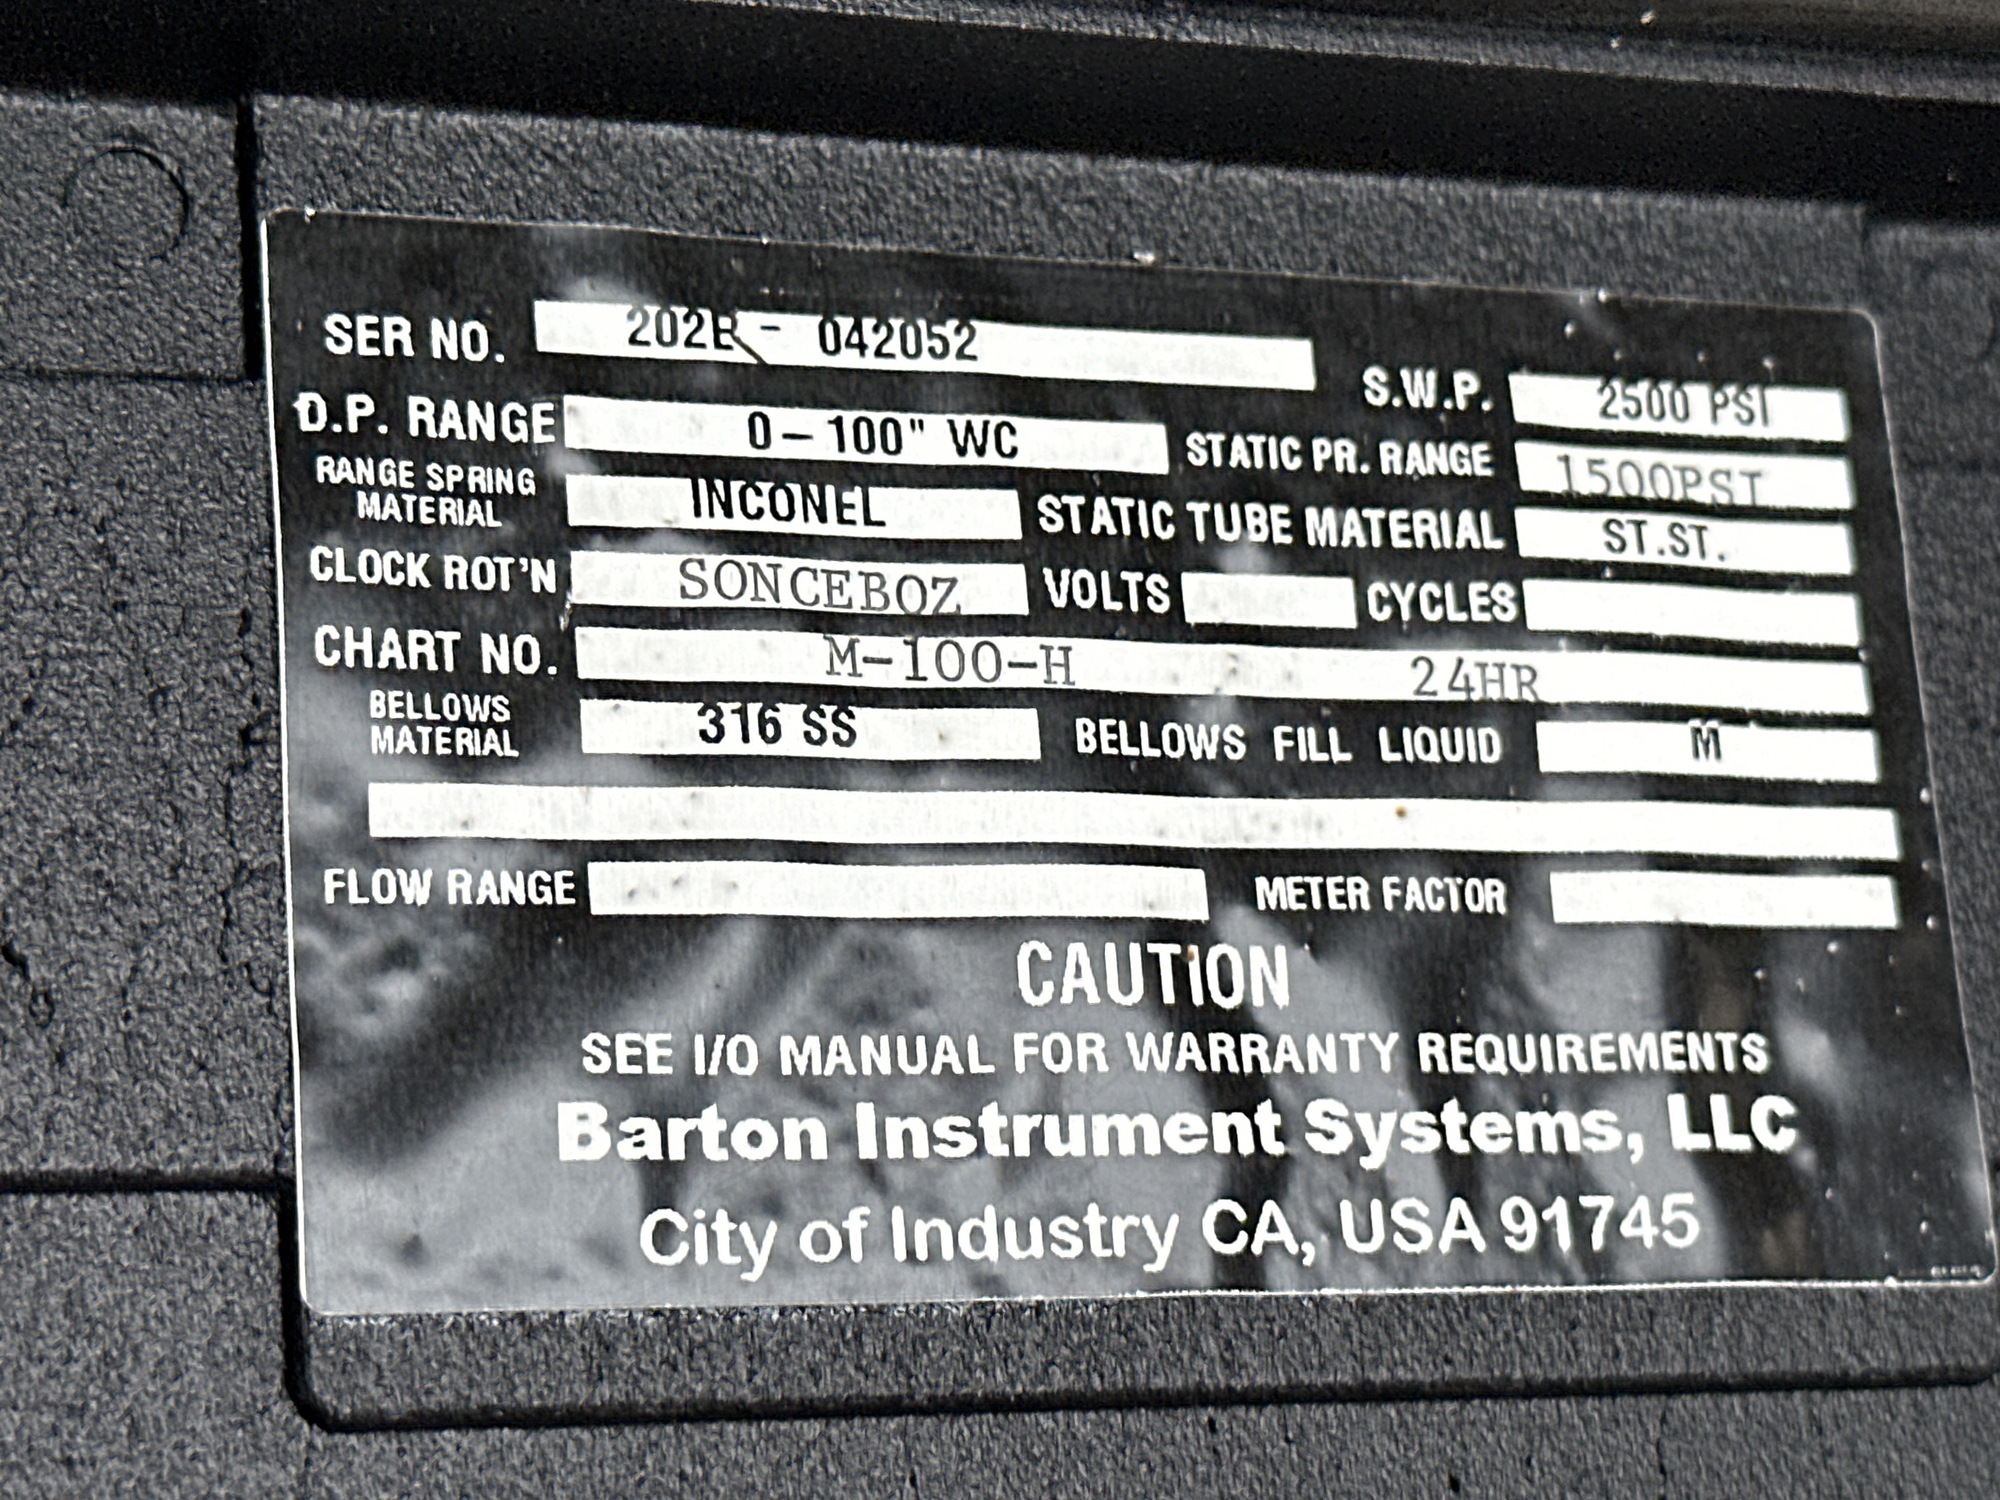 SER NO. 202E - 042052
S.W.P. 2500 PSI
D.P. RANGE 0-100" WC STATIC PR. RANGE 1500PSI
RANGE SPRING MATERIAL INCONEL STATIC TUBE MATERIAL ST.ST.
CLOCK ROT'N SONCEBOZ VOLTS CYCLES
CHART NO. M-100-H 24HR
BELLOWS MATERIAL 316 SS BELLOWS FILL LIQUID M
FLOW RANGE METER FACTOR
CAUTION
SEE I/O MANUAL FOR WARRANTY REQUIREMENTS
Barton Instrument Systems, LLC
City of Industry CA, USA 91745